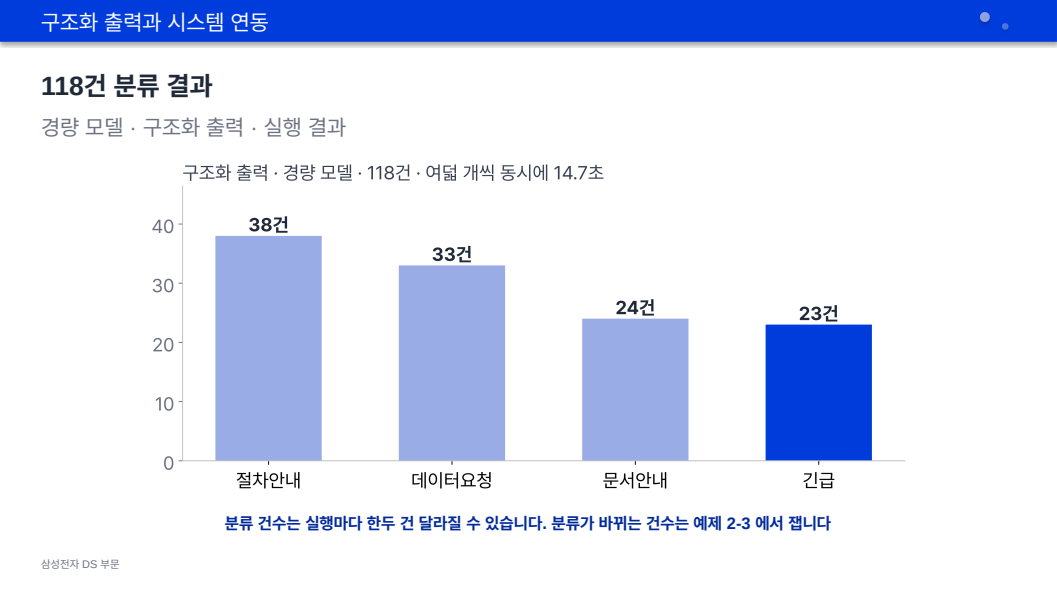 구조화 출력과 시스템 연동
118건 분류 결과
경량 모델 · 구조화 출력 · 실행 결과
구조화 출력 · 경량 모델 · 118건 · 여덟 개씩 동시에 14.7초
40
30
20
10
0
38건
33건
24건
23건
절차안내
데이터요청
문서안내
긴급
분류 건수는 실행마다 한두 건 달라질 수 있습니다. 분류가 바뀌는 건수는 예제 2-3 에서 잽니다
삼성전자 DS 부문